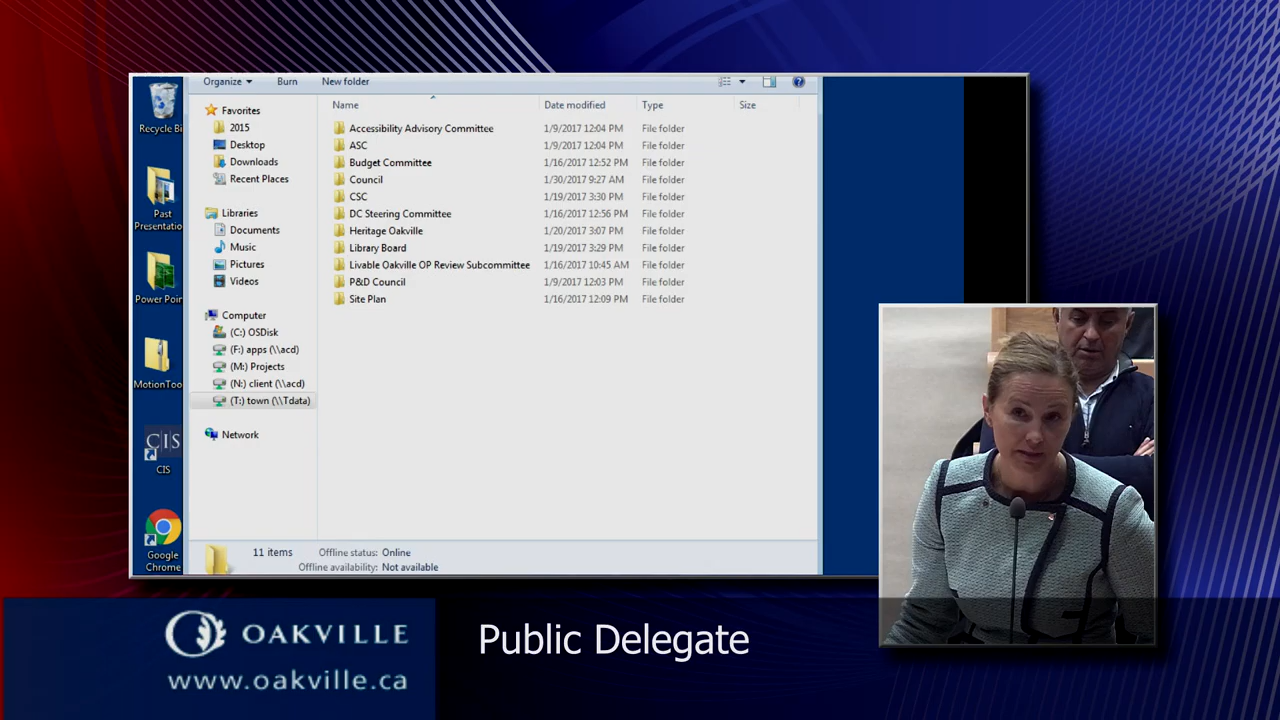 Organize Burn New folder
Name Date modified Type Size
Recycle Bi
Past
Presentatio
Power Poin
MotionToo
CIS
CIS
Google
Chrome
Favorites
2015
Desktop
Downloads
Recent Places
Libraries
Documents
Music
Pictures
Videos
Computer
(C:) OSDisk
(F:) apps (\\acd)
(M:) Projects
(N:) client (\\acd)
(T:) town (\\Tdata)
Network
Accessibility Advisory Committee 1/9/2017 12:04 PM File folder
ASC 1/9/2017 12:04 PM File folder
Budget Committee 1/16/2017 12:52 PM File folder
Council 1/30/2017 9:27 AM File folder
CSC 1/19/2017 3:30 PM File folder
DC Steering Committee 1/16/2017 12:56 PM File folder
Heritage Oakville 1/20/2017 3:07 PM File folder
Library Board 1/19/2017 3:29 PM File folder
Livable Oakville OP Review Subcommittee 1/16/2017 10:45 AM File folder
P&D Council 1/9/2017 12:03 PM File folder
Site Plan 1/16/2017 12:09 PM File folder
11 items Offline status: Online
Offline availability: Not available
OAKVILLE
www.oakville.ca
Public Delegate